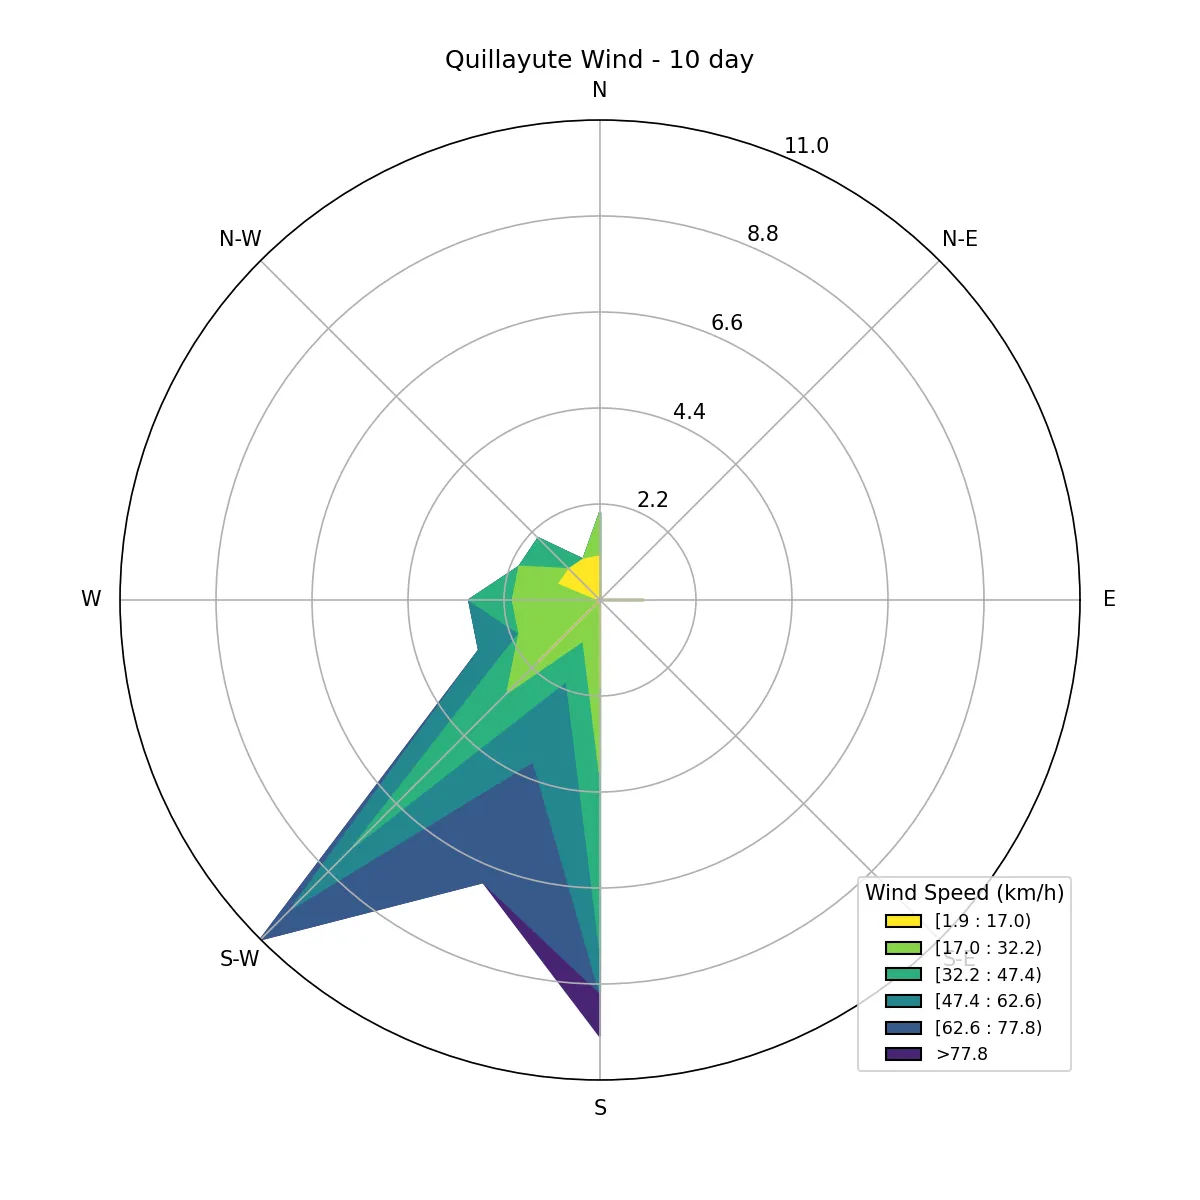 Quillayute Wind - 10 day
N
11.0
N-W
8.8
N-E
6.6
4.4
2.2
W
E
S-W
S-E
S
Wind Speed (km/h)
[1.9 : 17.0)
[17.0 : 32.2)
[32.2 : 47.4)
[47.4 : 62.6)
[62.6 : 77.8)
>77.8